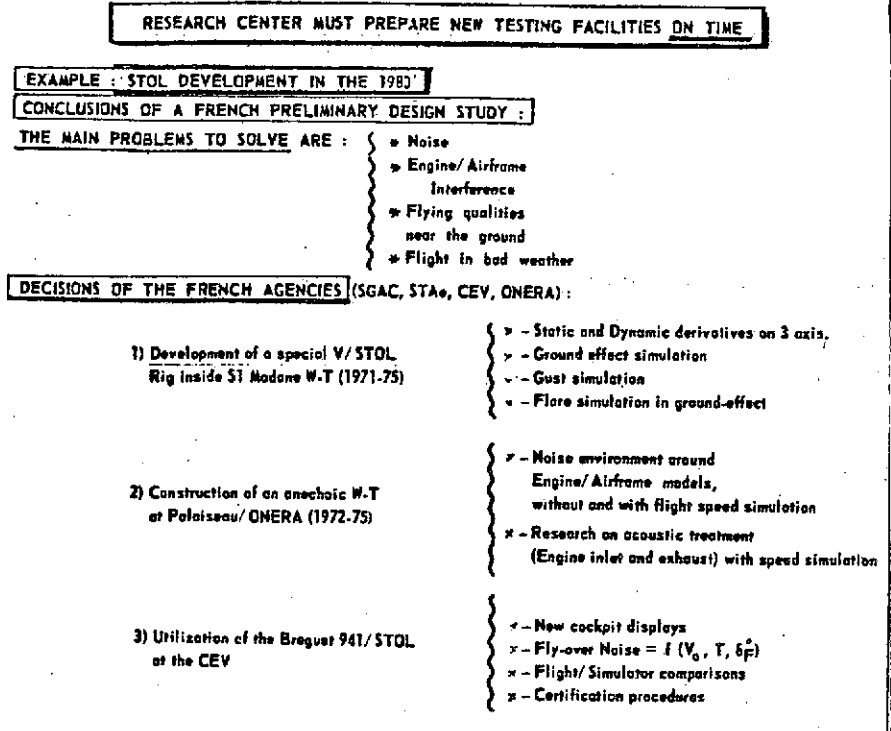 RESEARCH CENTER MUST PREPARE NEW TESTING FACILITIES ON TIME
EXAMPLE : 'STOL DEVELOPMENT IN THE 1980'
CONCLUSIONS OF A FRENCH PRELIMINARY DESIGN STUDY :
THE MAIN PROBLEMS TO SOLVE ARE :
* Noise
* Engine/Airframe
Interference
* Flying qualities
near the ground
* Flight in bad weather
DECISIONS OF THE FRENCH AGENCIES (SGAC, STAe, CEV, ONERA) :
1) Development of a special V/STOL
Rig inside S1 Modane W-T (1971-75)
* - Static and Dynamic derivatives on 3 axis.
* - Ground effect simulation
* - Gust simulation
* - Flare simulation in ground-effect
2) Construction of an anechoic W-T
at Palaiseau/ONERA (1972-75)
* - Noise environment around
Engine/Airframe models,
without and with flight speed simulation
* - Research on acoustic treatment
(Engine inlet and exhaust) with speed simulation
3) Utilization of the Breguet 941/STOL
at the CEV
* - New cockpit displays
* - Fly-over Noise = f (V₀, T, δ°F)
* - Flight/Simulator comparisons
* - Certification procedures